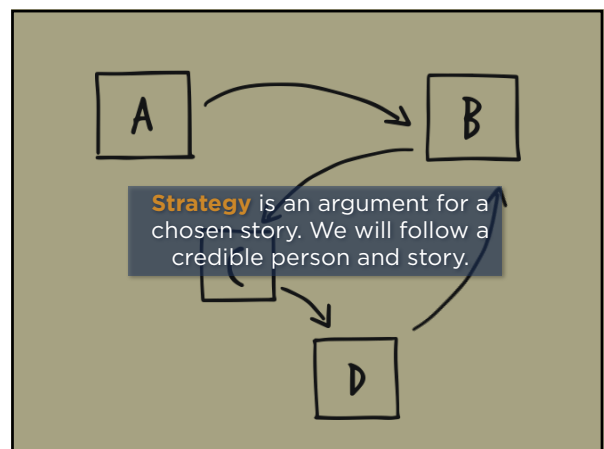 A
B
Strategy is an argument for a
chosen story. We will follow a
credible person and story.
C
D